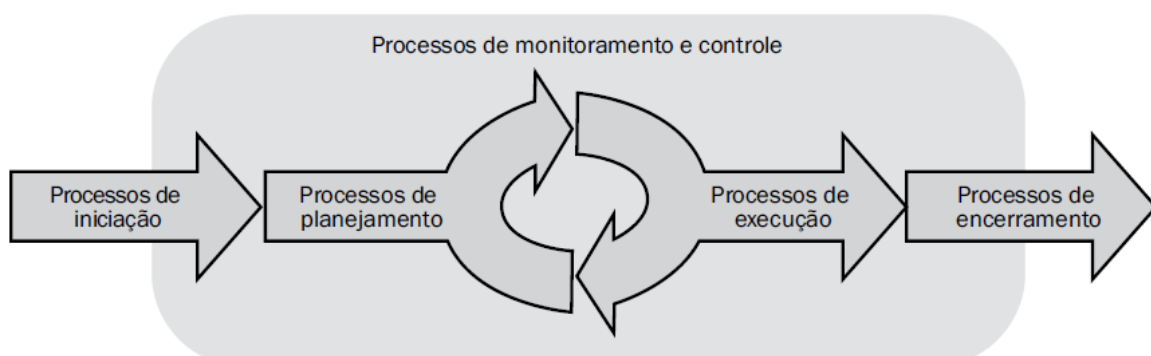 Processos de monitoramento e controle
Processos de
iniciação
Processos de
planejamento
Processos de
execução
Processos de
encerramento